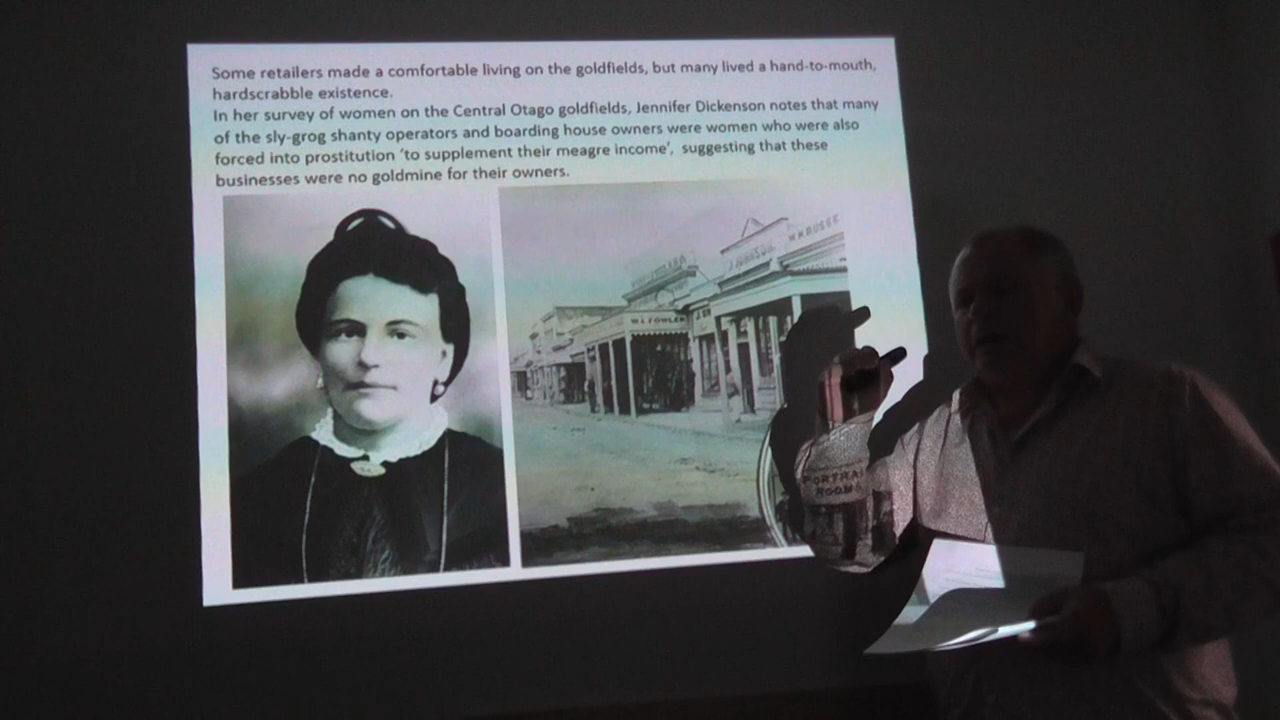 Some retailers made a comfortable living on the goldfields, but many lived a hand-to-mouth,
hardscrabble existence.
In her survey of women on the Central Otago goldfields, Jennifer Dickenson notes that many
of the sly-grog shanty operators and boarding house owners were women who were also
forced into prostitution ‘to supplement their meagre income’, suggesting that these
businesses were no goldmine for their owners.
J. JOHNSON
W. L. FOWLER
PORTRAI
ROOMS